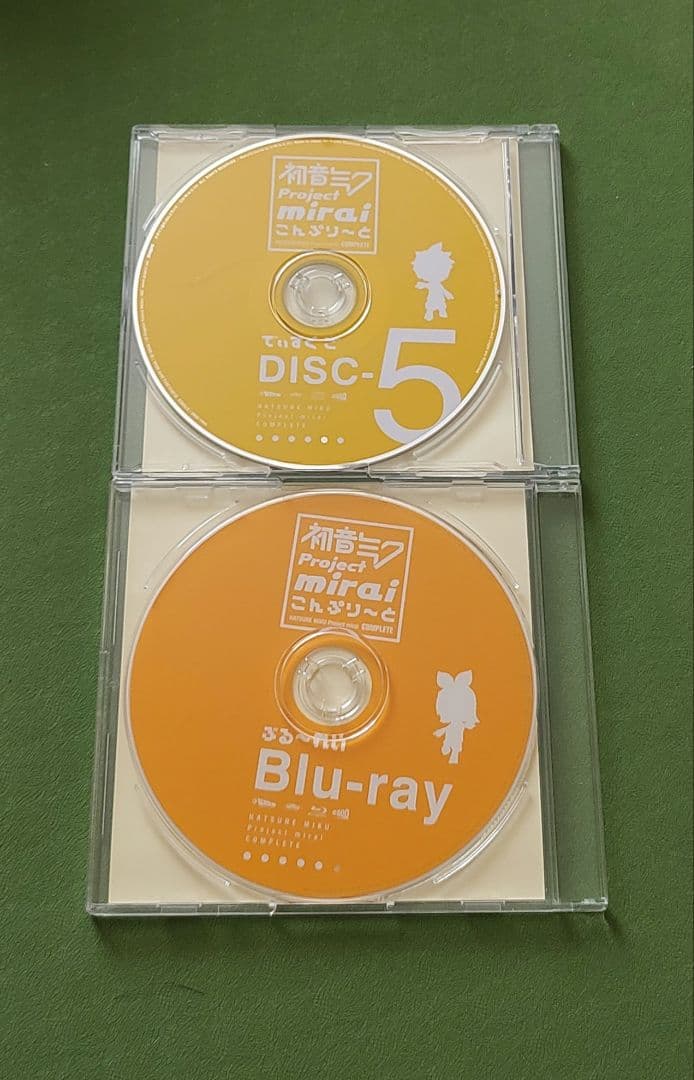 初音ミク
Project
mirai
こんぷり〜と
COMPLETE
でぃすくご
DISC-5
HATSUNE MIKU
Project mirai
COMPLETE
初音ミク
Project
mirai
こんぷり〜と
HATSUNE MIKU Project mirai COMPLETE
ぶる〜れい
Blu-ray
HATSUNE MIKU
Project mirai
COMPLETE